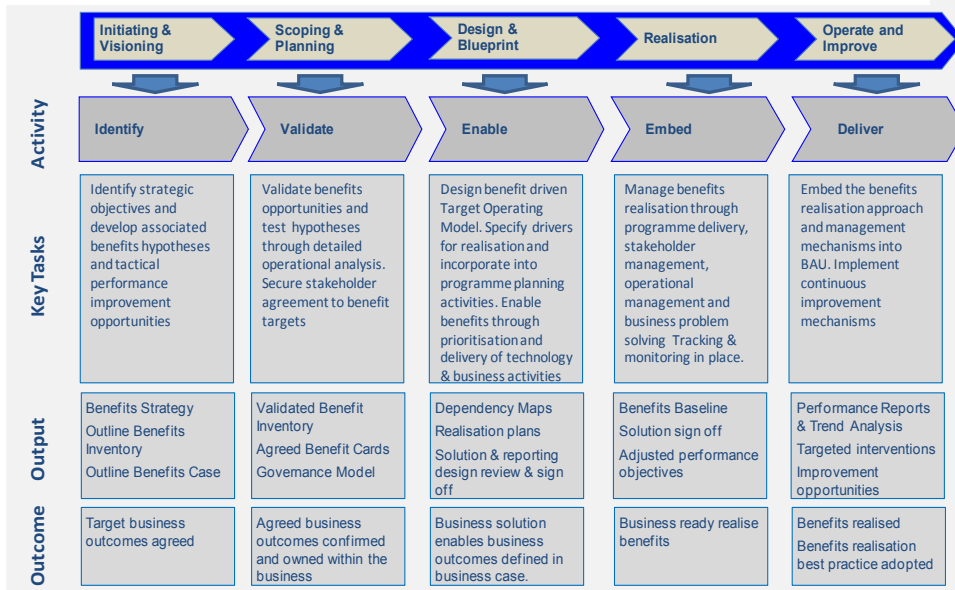 Initiating &
Visioning
Scoping &
Planning
Design &
Blueprint
Realisation
Operate and
Improve
Activity
Identify
Validate
Enable
Embed
Deliver
Key Tasks
Identify strategic
objectives and
develop associated
benefits hypotheses
and tactical
performance
improvement
opportunities
Validate benefits
opportunities and
test hypotheses
through detailed
operational analysis.
Secure stakeholder
agreement to benefit
targets
Design benefit driven
Target Operating
Model. Specify drivers
for realisation and
incorporate into
programme planning
activities. Enable
benefits through
prioritisation and
delivery of technology
& business activities
Manage benefits
realisation through
programme delivery,
stakeholder
management,
operational
management and
business problem
solving Tracking &
monitoring in place.
Embed the benefits
realisation approach
and management
mechanisms into
BAU. Implement
continuous
improvement
mechanisms
Output
Benefits Strategy
Outline Benefits
Inventory
Outline Benefits Case
Validated Benefit
Inventory
Agreed Benefit Cards
Governance Model
Dependency Maps
Realisation plans
Solution & reporting
design review & sign
off
Benefits Baseline
Solution sign off
Adjusted performance
objectives
Performance Reports
& Trend Analysis
Targeted interventions
Improvement
opportunities
Outcome
Target business
outcomes agreed
Agreed business
outcomes confirmed
and owned within the
business
Business solution
enables business
outcomes defined in
business case.
Business ready realise
benefits
Benefits realised
Benefits realisation
best practice adopted